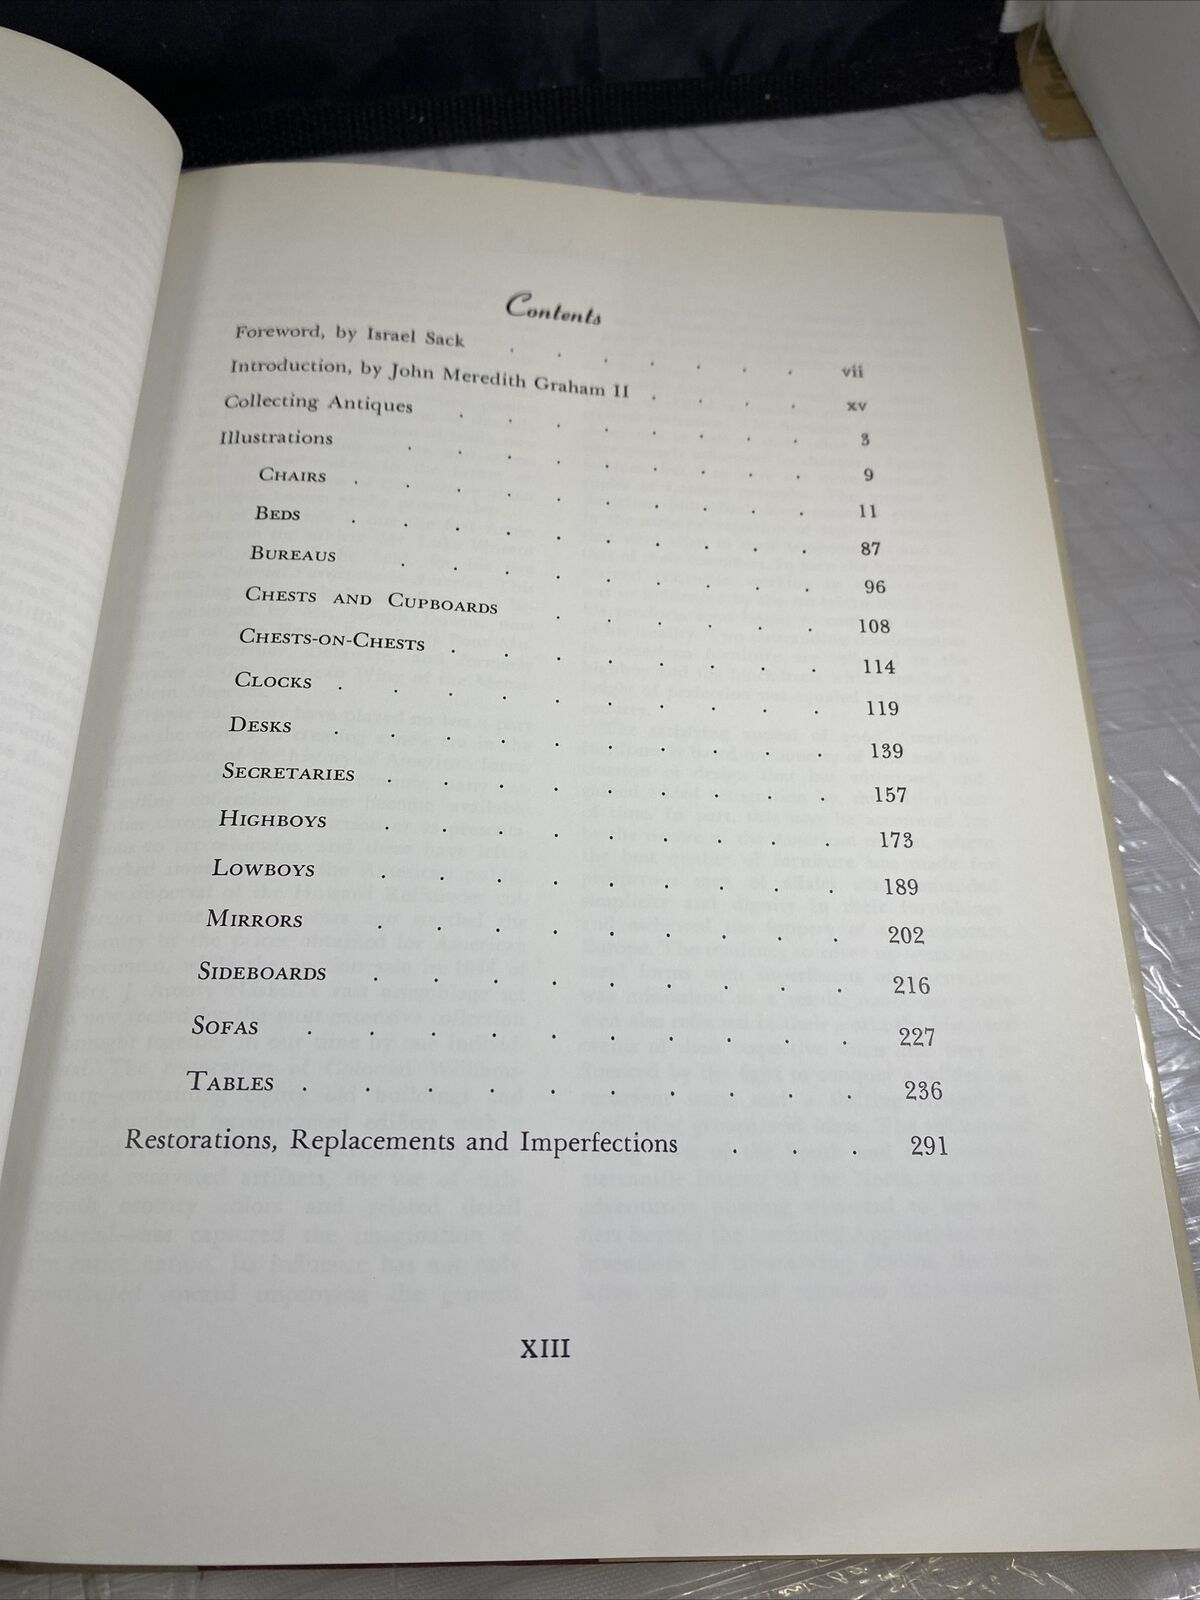 Contents
Foreword, by Israel Sack . . . . . . . vii
Introduction, by John Meredith Graham II . . . . xv
Collecting Antiques . . . . . . . . 3
Illustrations . . . . . . . . . 9
CHAIRS . . . . . . . . . . 11
BEDS . . . . . . . . . . 87
BUREAUS . . . . . . . . . 96
CHESTS AND CUPBOARDS . . . . . . 108
CHESTS-ON-CHESTS . . . . . . . . 114
CLOCKS . . . . . . . . . . 119
DESKS . . . . . . . . . . 139
SECRETARIES . . . . . . . . . 157
HIGHBOYS . . . . . . . . . 173
LOWBOYS . . . . . . . . . 189
MIRRORS . . . . . . . . . 202
SIDEBOARDS . . . . . . . . . 216
SOFAS . . . . . . . . . . 227
TABLES . . . . . . . . . . 236
Restorations, Replacements and Imperfections . . . 291
XIII